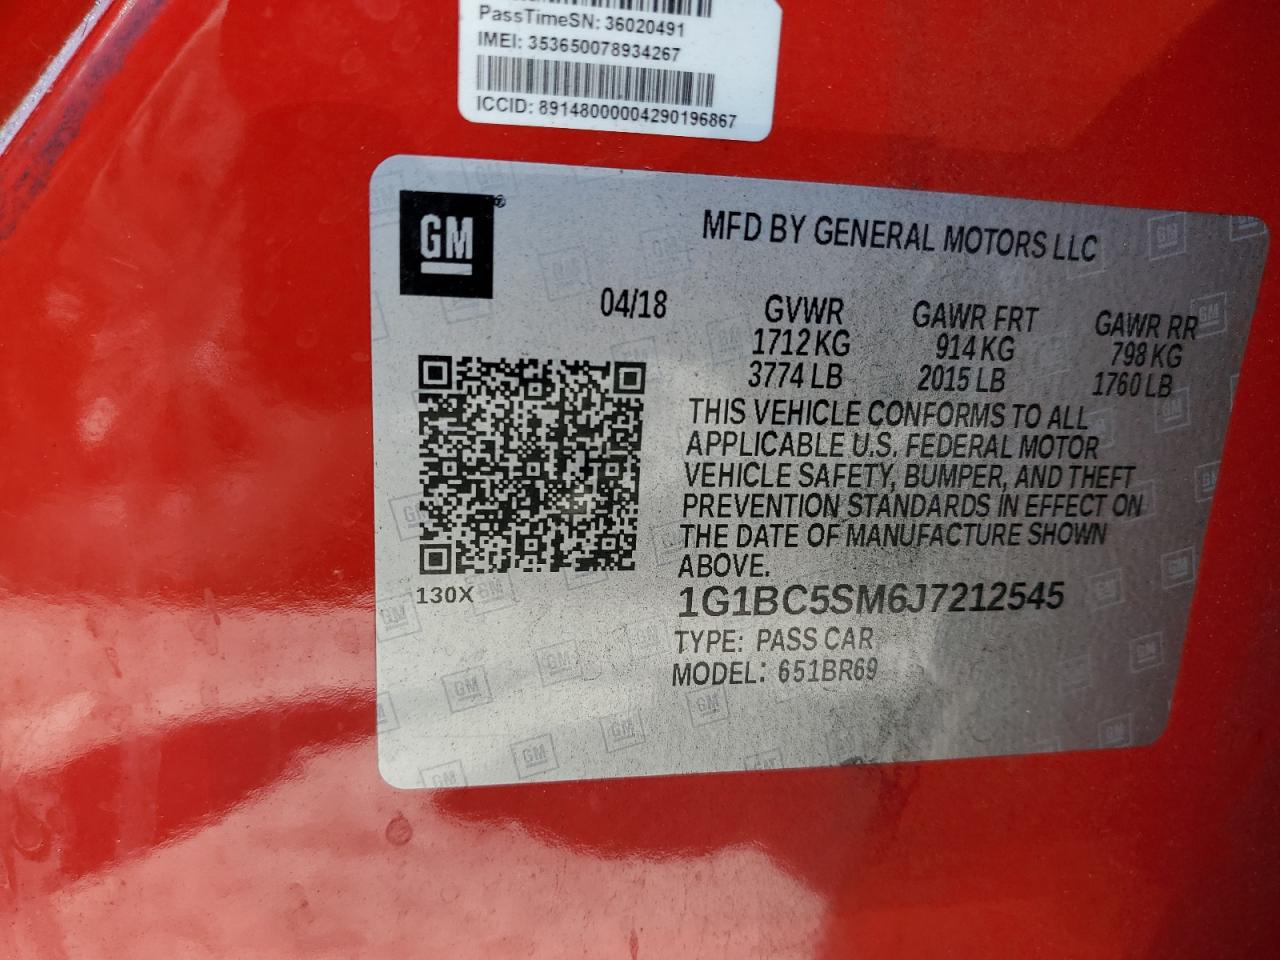 PassTimeSN: 36020491
IMEI: 353650078934267
ICCID: 89148000004290196867
GM®
MFD BY GENERAL MOTORS LLC
04/18 GVWR GAWR FRT GAWR RR
1712 KG 914 KG 798 KG
3774 LB 2015 LB 1760 LB
THIS VEHICLE CONFORMS TO ALL
APPLICABLE U.S. FEDERAL MOTOR
VEHICLE SAFETY, BUMPER, AND THEFT
PREVENTION STANDARDS IN EFFECT ON
THE DATE OF MANUFACTURE SHOWN
ABOVE.
130X
1G1BC5SM6J7212545
TYPE: PASS CAR
MODEL: 651BR69